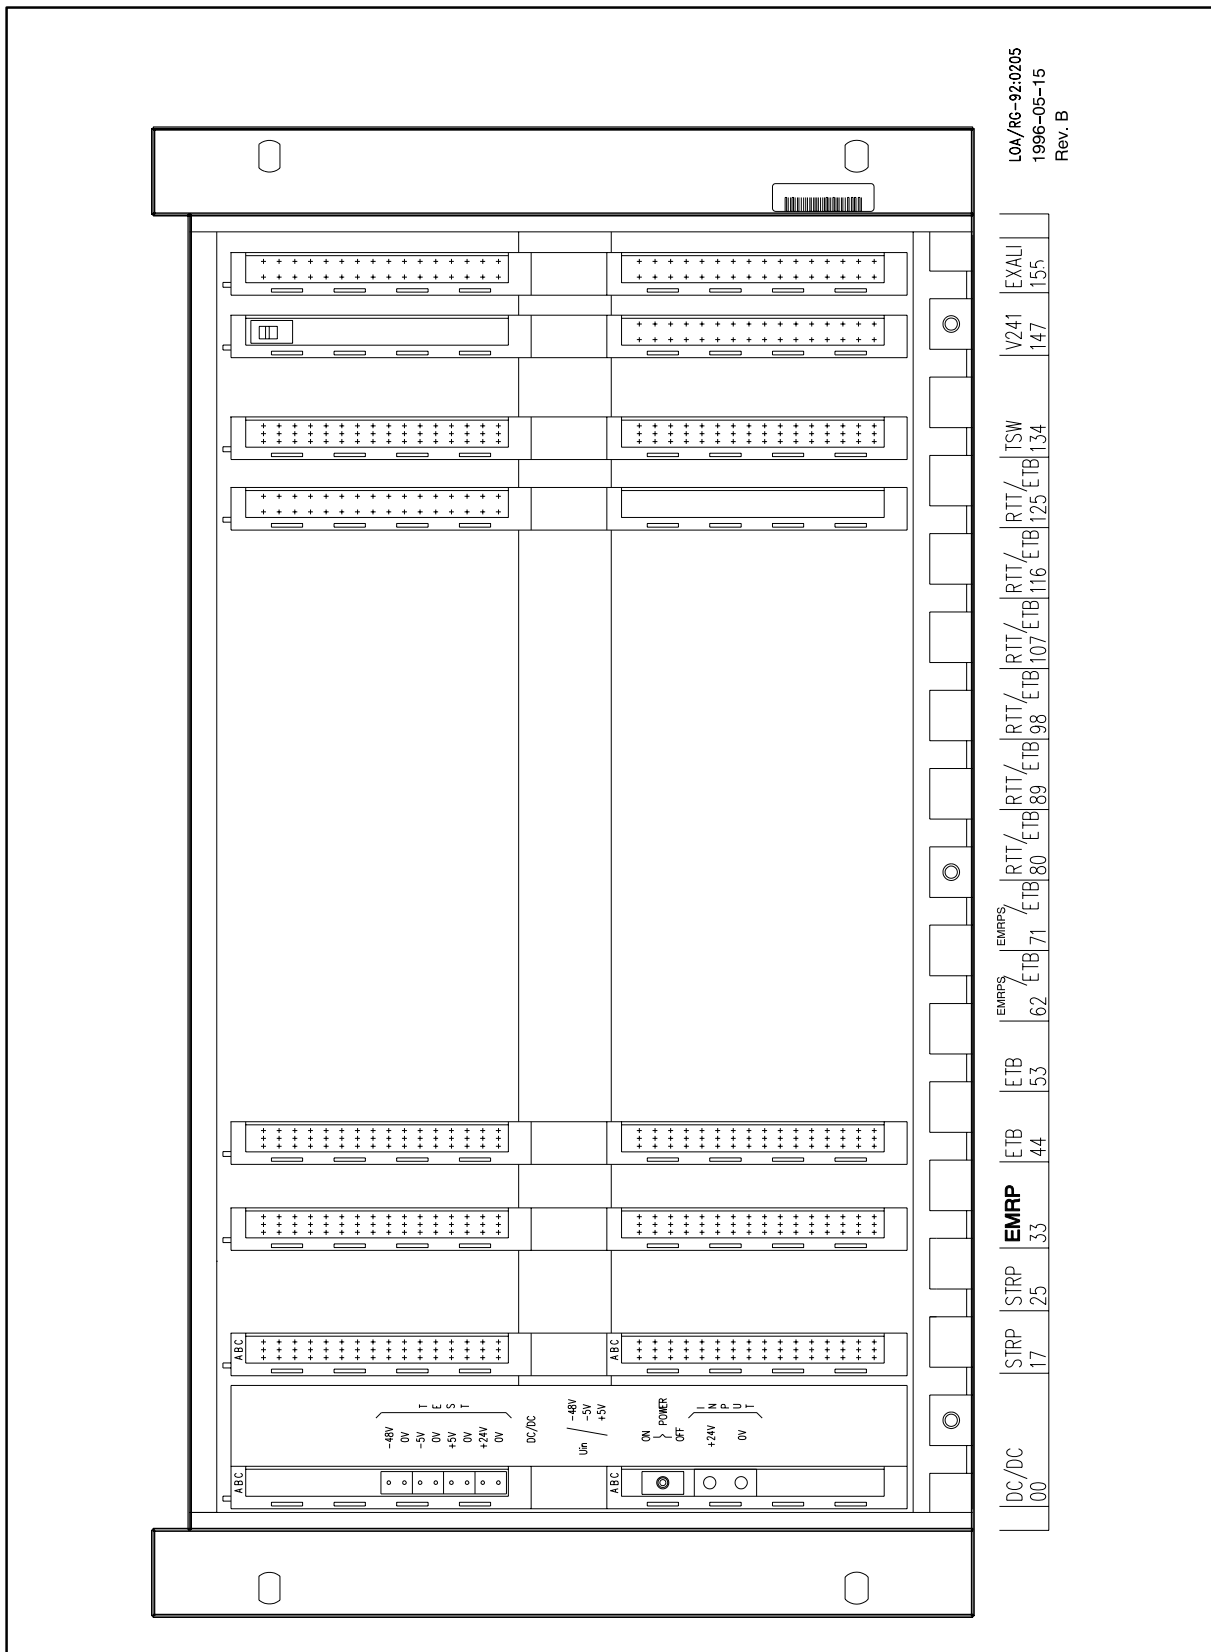 LOA/RG-92:0205
1996-05-15
Rev. B
ABC
ABC
-48V
0V
-5V
0V
+5V
0V
+24V
0V
TEST
DC/DC
Uin / -48V
-5V
+5V
ON
OFF
POWER
+24V
0V
INPUT
ABC
ABC
DC/DC STRP STRP EMRP ETB ETB EMRPS/ETB EMRPS/ETB RTT/ETB RTT/ETB RTT/ETB RTT/ETB RTT/ETB RTT/ETB TSW V241 EXALI
00 17 25 33 44 53 62 71 80 89 98 107 116 125 134 147 155